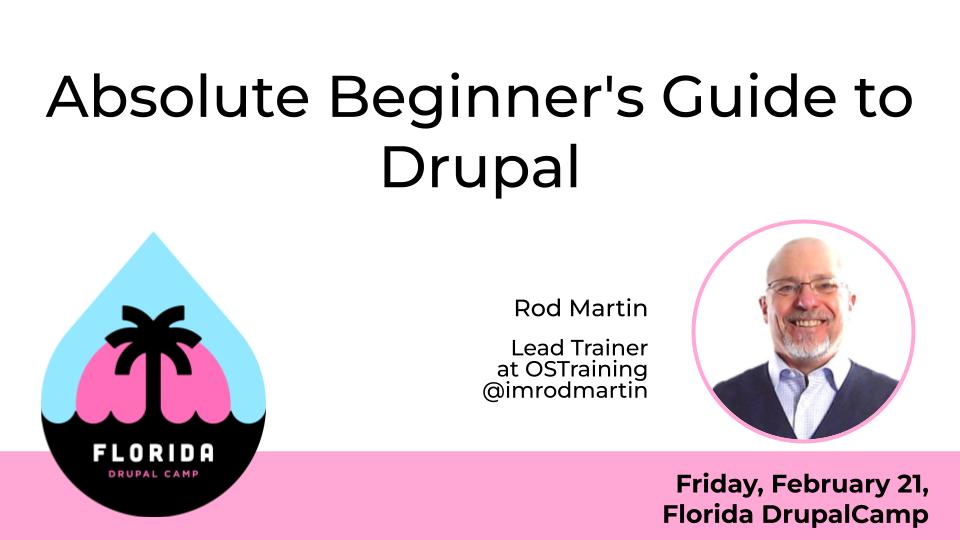 Absolute Beginner's Guide to
Drupal
Rod Martin
Lead Trainer
at OSTraining
@imrodmartin
FLORIDA
DRUPAL CAMP
Friday, February 21,
Florida DrupalCamp